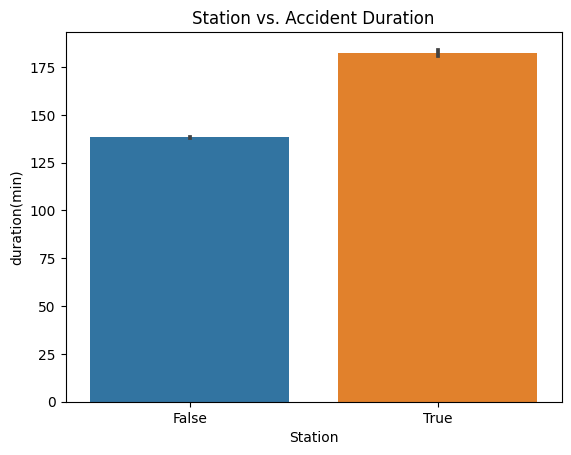 Station vs. Accident Duration
duration(min)
175
150
125
100
75
50
25
0
False True
Station